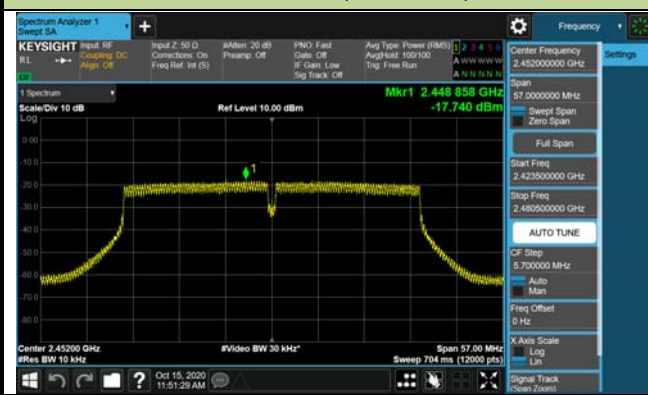 Spectrum Analyzer 1
Swept SA
+
Frequency
KEYSIGHT
Input: RF
Coupling: DC
Align: Off
Input Z: 50 Ω
Corrections: On
Freq Ref: Int (S)
#Atten: 20 dB
Preamp: Off
PNO: Fast
Gate: Off
IF Gain: Low
Sig Track: Off
Avg Type: Power (RMS)
Avg|Hold: 100/100
Trig: Free Run
1 2 3 4 5 6
A W W W W W
A N N N N N
RL
1 Spectrum
Scale/Div 10 dB
Log
Ref Level 10.00 dBm
Mkr1 2.448 858 GHz
-17.740 dBm
1
0.00
-10.0
-20.0
-30.0
-40.0
-50.0
-60.0
-70.0
-80.0
Center 2.45200 GHz
#Res BW 10 kHz
#Video BW 30 kHz*
Span 57.00 MHz
Sweep 704 ms (12000 pts)
Center Frequency
2.452000000 GHz
Settings
Span
57.0000000 MHz
Swept Span
Zero Span
Full Span
Start Freq
2.423500000 GHz
Stop Freq
2.480500000 GHz
AUTO TUNE
CF Step
5.700000 MHz
Auto
Man
Freq Offset
0 Hz
X Axis Scale
Log
Lin
Signal Track
(Span Zoom)
?
Oct 15, 2020
11:51:29 AM